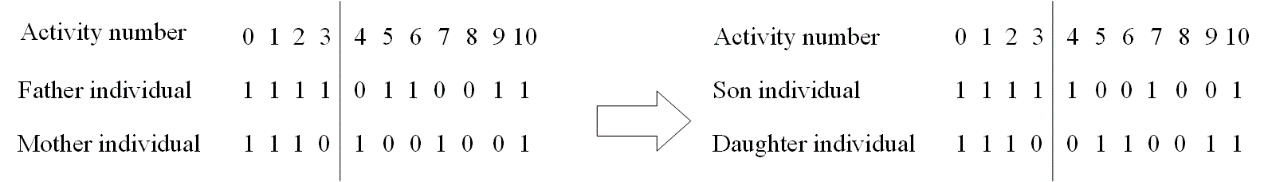 Activity number 0 1 2 3 4 5 6 7 8 9 10
Father individual 1 1 1 1 0 1 1 0 0 1 1
Mother individual 1 1 1 0 1 0 0 1 0 0 1
Activity number 0 1 2 3 4 5 6 7 8 9 10
Son individual 1 1 1 1 1 0 0 1 0 0 1
Daughter individual 1 1 1 0 0 1 1 0 0 1 1